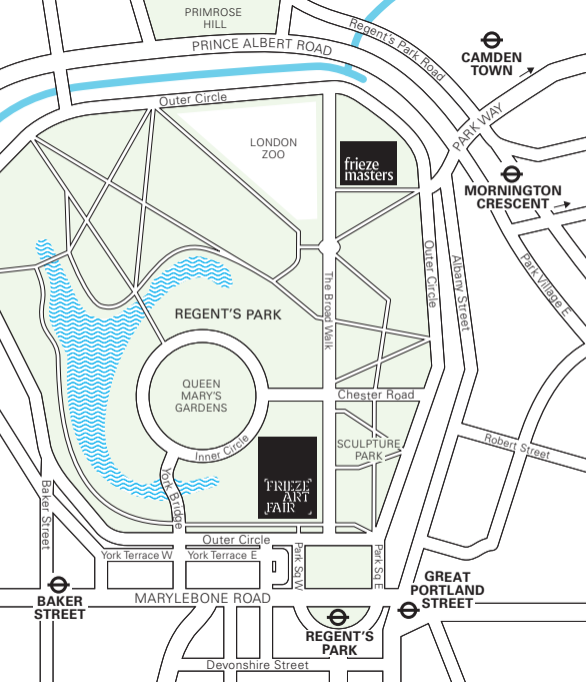 PRIMROSE
HILL
Regent's Park Road
PRINCE ALBERT ROAD
CAMDEN
TOWN
Outer Circle
PARK WAY
LONDON
ZOO
frieze
masters
MORNINGTON
CRESCENT
Outer Circle
Albany Street
Park Village E
The Broad Walk
REGENT'S PARK
QUEEN
MARY'S
GARDENS
Chester Road
Inner Circle
SCULPTURE
PARK
Robert Street
York Bridge
FRIEZE
ART
FAIR
Baker Street
Outer Circle
York Terrace W
York Terrace E
Park Sq W
Park Sq E
BAKER
STREET
MARYLEBONE ROAD
GREAT
PORTLAND
STREET
REGENT'S
PARK
Devonshire Street